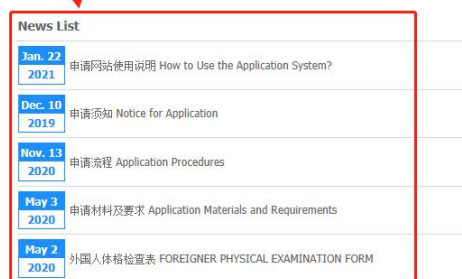 News List
Jan. 22
2021
申请网站使用说明 How to Use the Application System?
Dec. 10
2019
申请须知 Notice for Application
Nov. 13
2020
申请流程 Application Procedures
May 3
2020
申请材料及要求 Application Materials and Requirements
May 2
2020
外国人体格检查表 FOREIGNER PHYSICAL EXAMINATION FORM